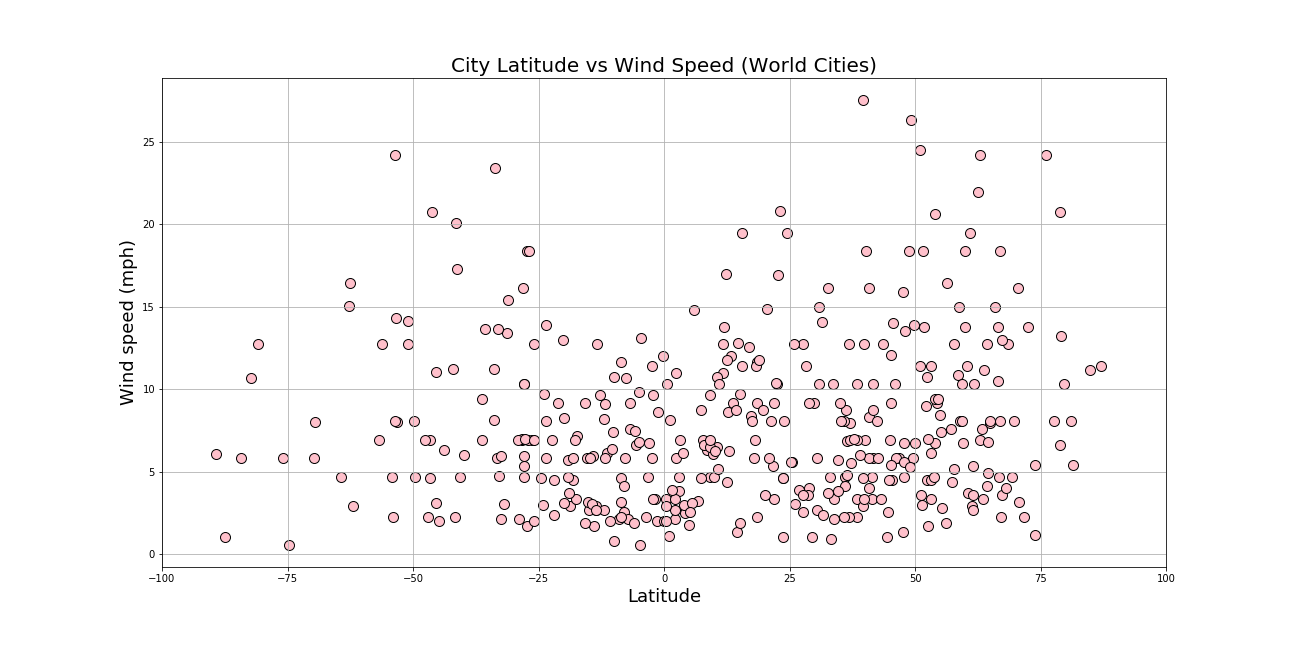 City Latitude vs Wind Speed (World Cities)
Wind speed (mph)
25
20
15
10
5
0
−100 −75 −50 −25 0 25 50 75 100
Latitude